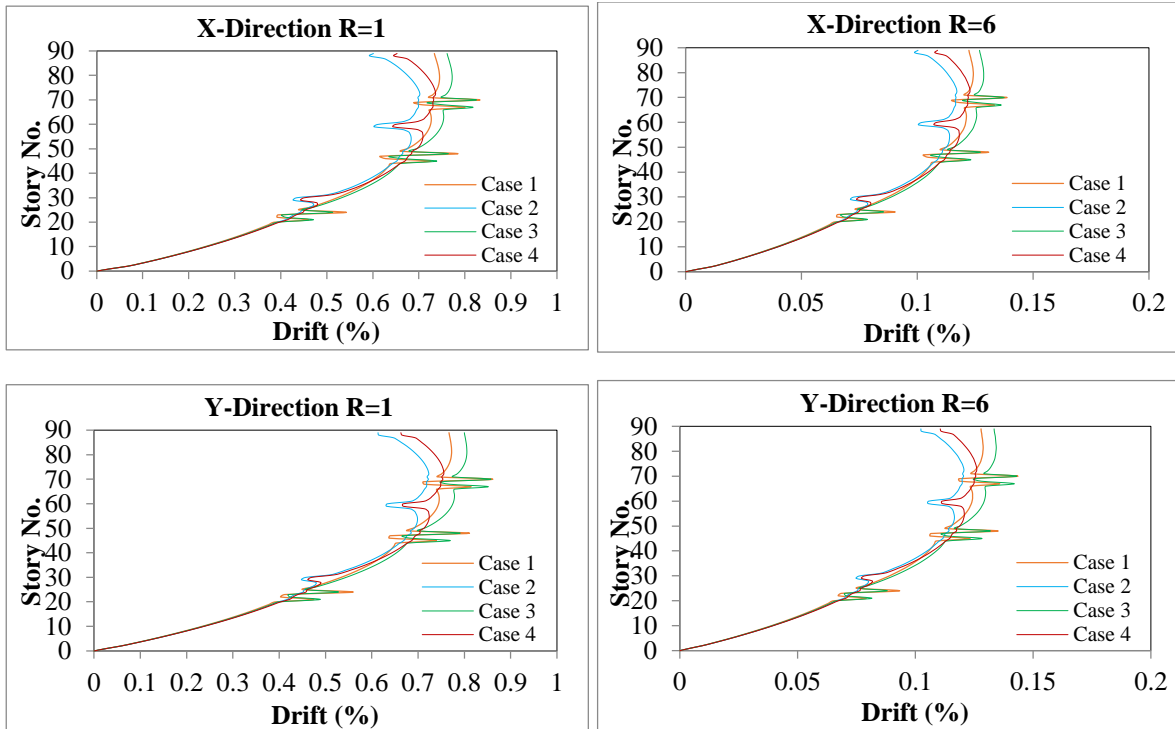 X-Direction R=1
90
80
70
60
50
40
30
20
10
0
Story No.
Case 1
Case 2
Case 3
Case 4
0 0.1 0.2 0.3 0.4 0.5 0.6 0.7 0.8 0.9 1
Drift (%)
X-Direction R=6
90
80
70
60
50
40
30
20
10
0
Story No.
Case 1
Case 2
Case 3
Case 4
0 0.05 0.1 0.15 0.2
Drift (%)
Y-Direction R=1
90
80
70
60
50
40
30
20
10
0
Story No.
Case 1
Case 2
Case 3
Case 4
0 0.1 0.2 0.3 0.4 0.5 0.6 0.7 0.8 0.9 1
Drift (%)
Y-Direction R=6
90
80
70
60
50
40
30
20
10
0
Story No.
Case 1
Case 2
Case 3
Case 4
0 0.05 0.1 0.15 0.2
Drift (%)